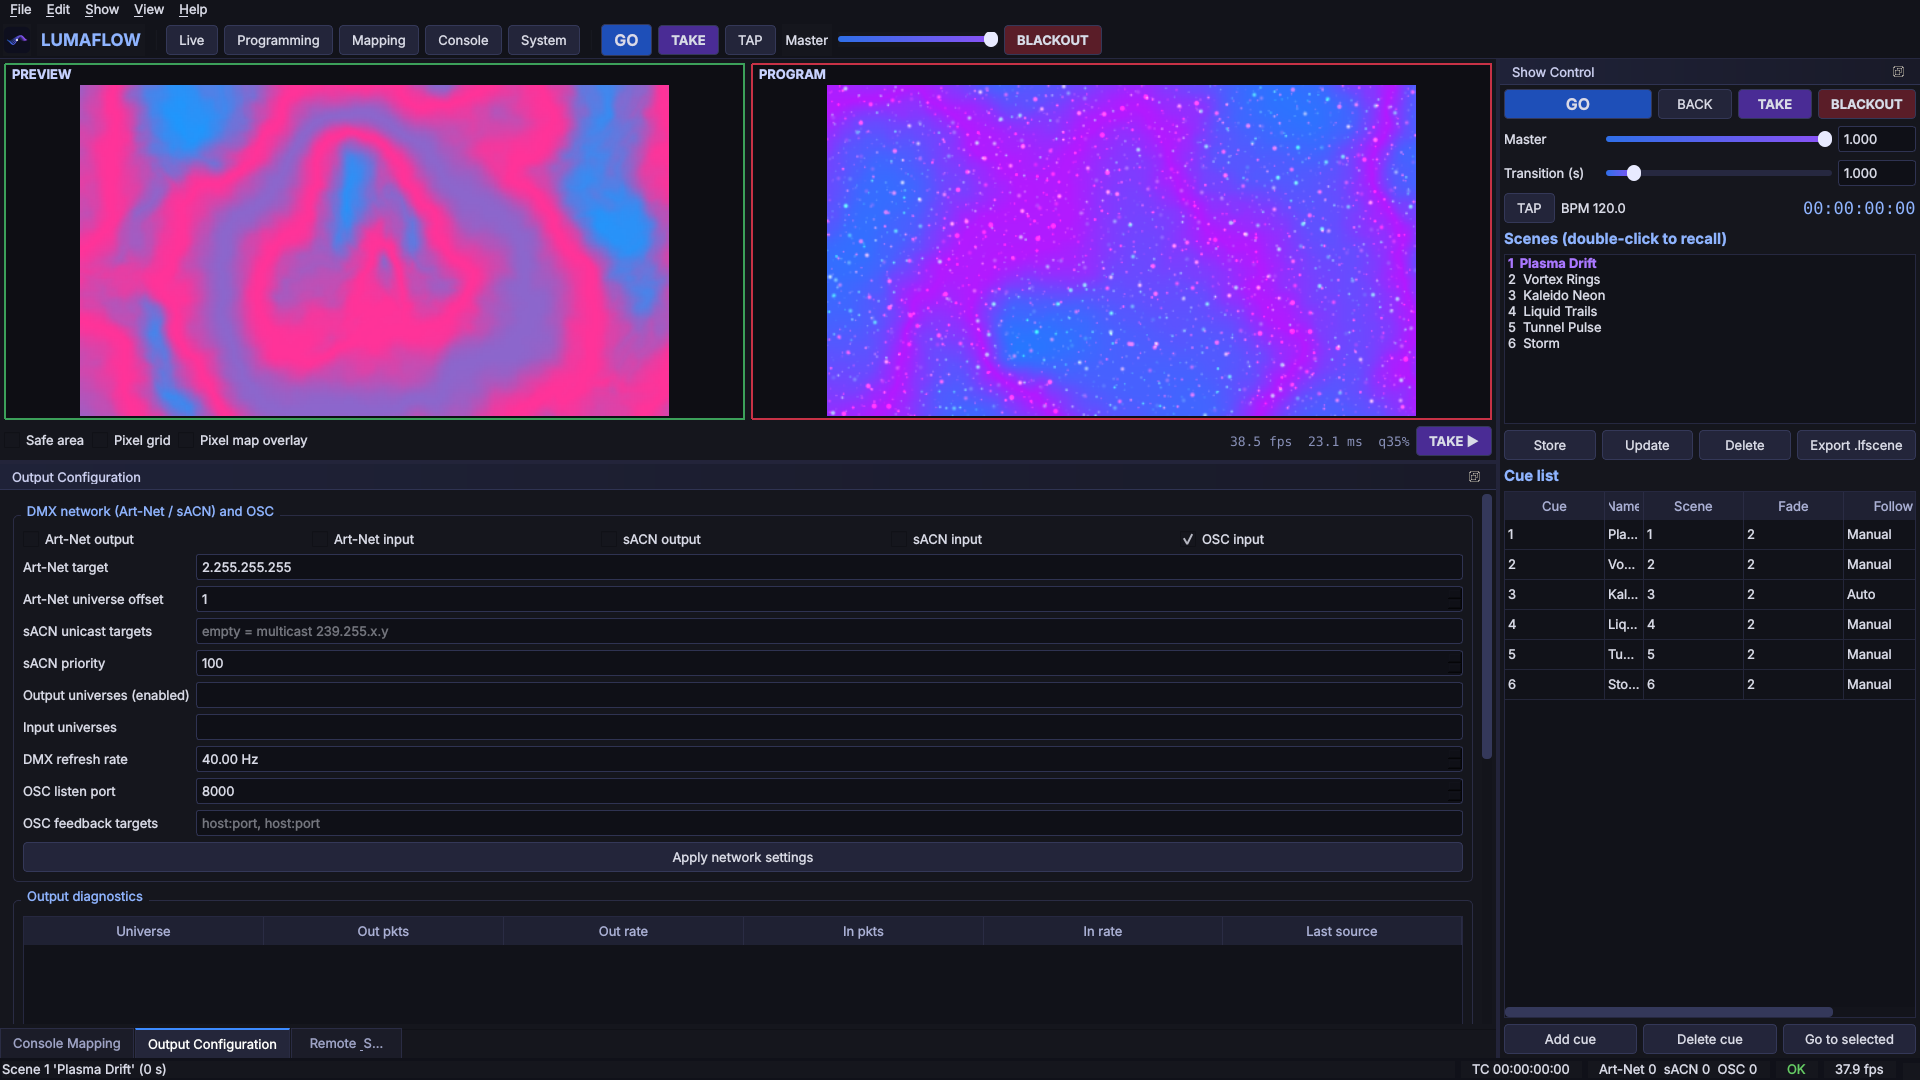 File Edit Show View Help
LUMAFLOW Live Programming Mapping Console System GO TAKE TAP Master BLACKOUT
PREVIEW
PROGRAM
Safe area Pixel grid Pixel map overlay 38.5 fps 23.1 ms q35% TAKE ▶
Output Configuration
DMX network (Art-Net / sACN) and OSC
Art-Net output Art-Net input sACN output sACN input ✓ OSC input
Art-Net target 2.255.255.255
Art-Net universe offset 1
sACN unicast targets empty = multicast 239.255.x.y
sACN priority 100
Output universes (enabled)
Input universes
DMX refresh rate 40.00 Hz
OSC listen port 8000
OSC feedback targets host:port, host:port
Apply network settings
Output diagnostics
Universe Out pkts Out rate In pkts In rate Last source
Console Mapping Output Configuration Remote_S...
Show Control
GO BACK TAKE BLACKOUT
Master 1.000
Transition (s) 1.000
TAP BPM 120.0 00:00:00:00
Scenes (double-click to recall)
1 Plasma Drift
2 Vortex Rings
3 Kaleido Neon
4 Liquid Trails
5 Tunnel Pulse
6 Storm
Store Update Delete Export .lfscene
Cue list
Cue Name Scene Fade Follow
1 Pla... 1 2 Manual
2 Vo... 2 2 Manual
3 Kal... 3 2 Auto
4 Liq... 4 2 Manual
5 Tu... 5 2 Manual
6 Sto... 6 2 Manual
Add cue Delete cue Go to selected
Scene 1 'Plasma Drift' (0 s) TC 00:00:00:00 Art-Net 0 sACN 0 OSC 0 OK 37.9 fps